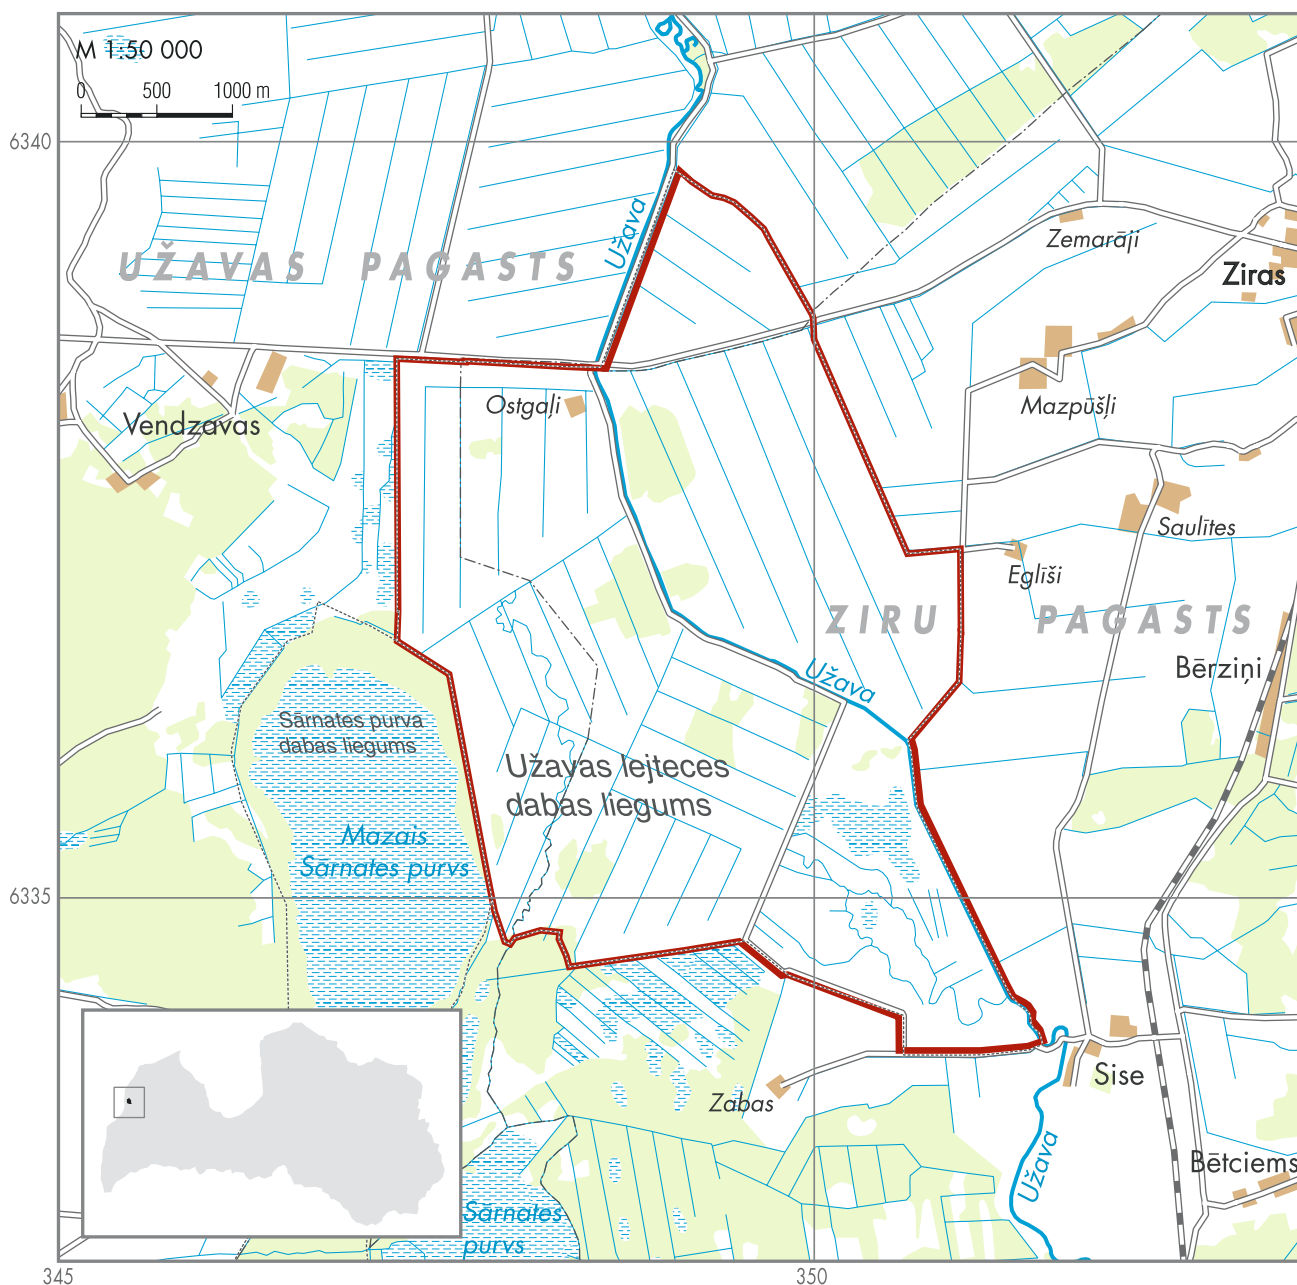 M 1:50 000
0 500 1000 m
6340
Užava
Zemarāji
UŽAVAS PAGASTS
Ziras
Ostgaļi
Mazpūšļi
Vendzavas
Saulītes
Eglīši
ZIRU PAGASTS
Bērziņi
Užava
Sārnates purva
dabas liegums
Užavas lejteces
dabas liegums
Mazais
Sārnates purvs
6335
Sise
Zabas
Užava
Bētciems
Sārnates
purvs
345
350